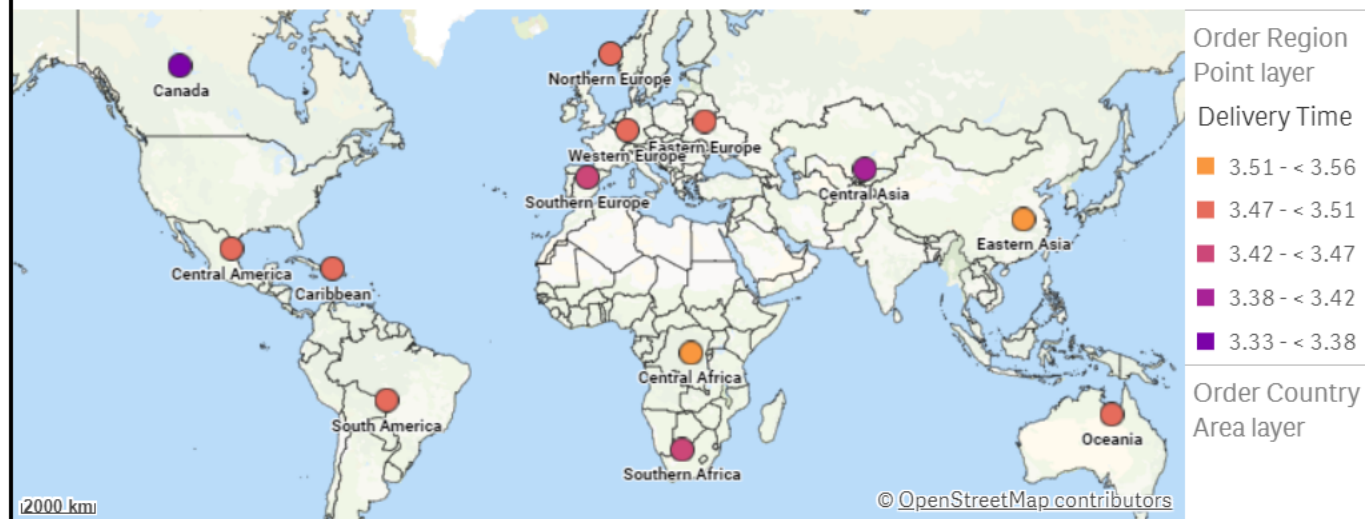 Canada
Northern Europe
Eastern Europe
Western Europe
Southern Europe
Central Asia
Eastern Asia
Central America
Caribbean
Central Africa
South America
Oceania
Southern Africa
2000 km
© OpenStreetMap contributors
Order Region
Point layer
Delivery Time
3.51 - < 3.56
3.47 - < 3.51
3.42 - < 3.47
3.38 - < 3.42
3.33 - < 3.38
Order Country
Area layer